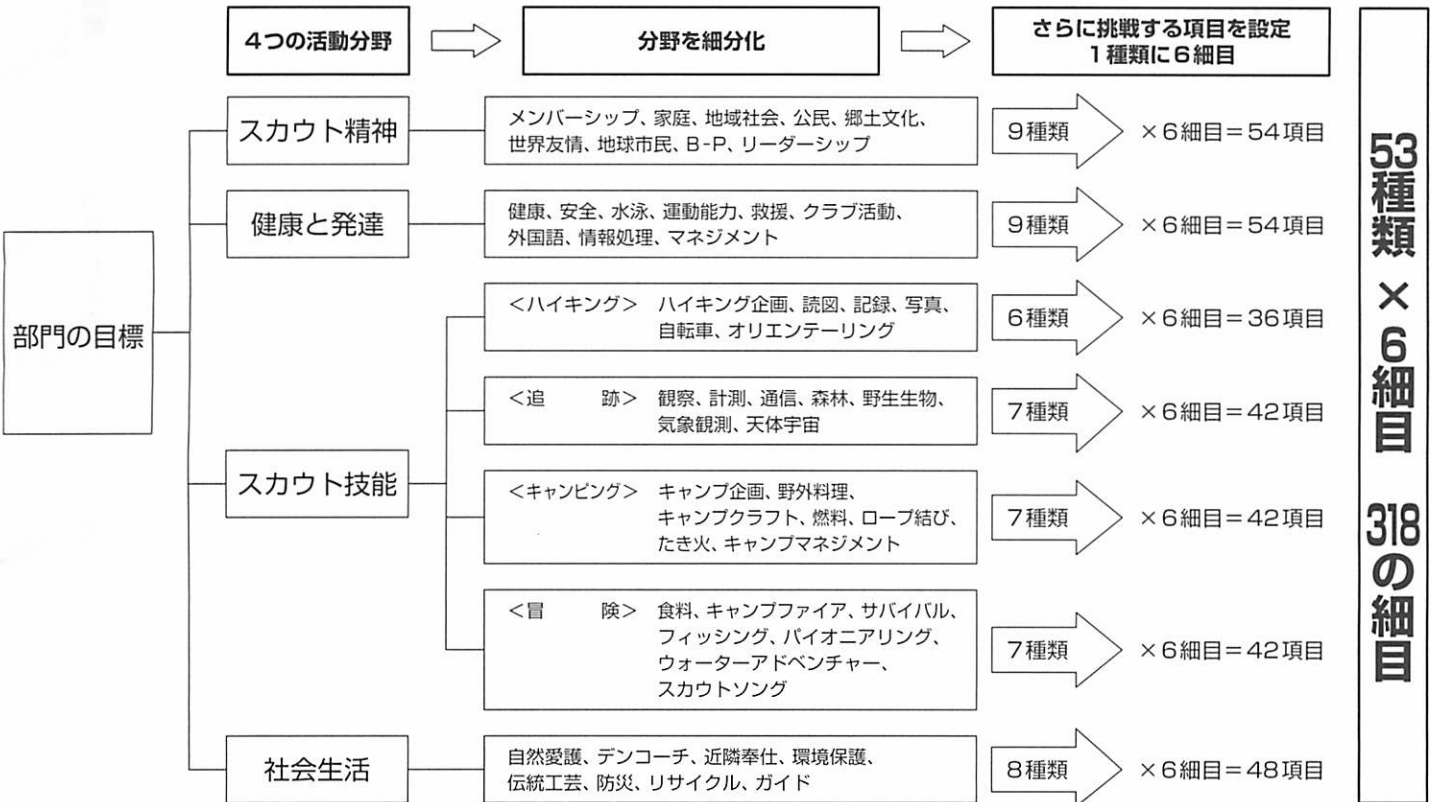 4つの活動分野
分野を細分化
さらに挑戦する項目を設定
1種類に6細目
部門の目標
スカウト精神
メンバーシップ、家庭、地域社会、公民、郷土文化、
世界友情、地球市民、B-P、リーダーシップ
9種類
×6細目=54項目
健康と発達
健康、安全、水泳、運動能力、救援、クラブ活動、
外国語、情報処理、マネジメント
9種類
×6細目=54項目
スカウト技能
<ハイキング> ハイキング企画、読図、記録、写真、
自転車、オリエンテーリング
6種類
×6細目=36項目
<追 跡> 観察、計測、通信、森林、野生生物、
気象観測、天体宇宙
7種類
×6細目=42項目
<キャンピング> キャンプ企画、野外料理、
キャンプクラフト、燃料、ロープ結び、
たき火、キャンプマネジメント
7種類
×6細目=42項目
<冒 険> 食料、キャンプファイア、サバイバル、
フィッシング、パイオニアリング、
ウォーターアドベンチャー、
スカウトソング
7種類
×6細目=42項目
社会生活
自然愛護、デンコーチ、近隣奉仕、環境保護、
伝統工芸、防災、リサイクル、ガイド
8種類
×6細目=48項目
53種類×6細目 318の細目